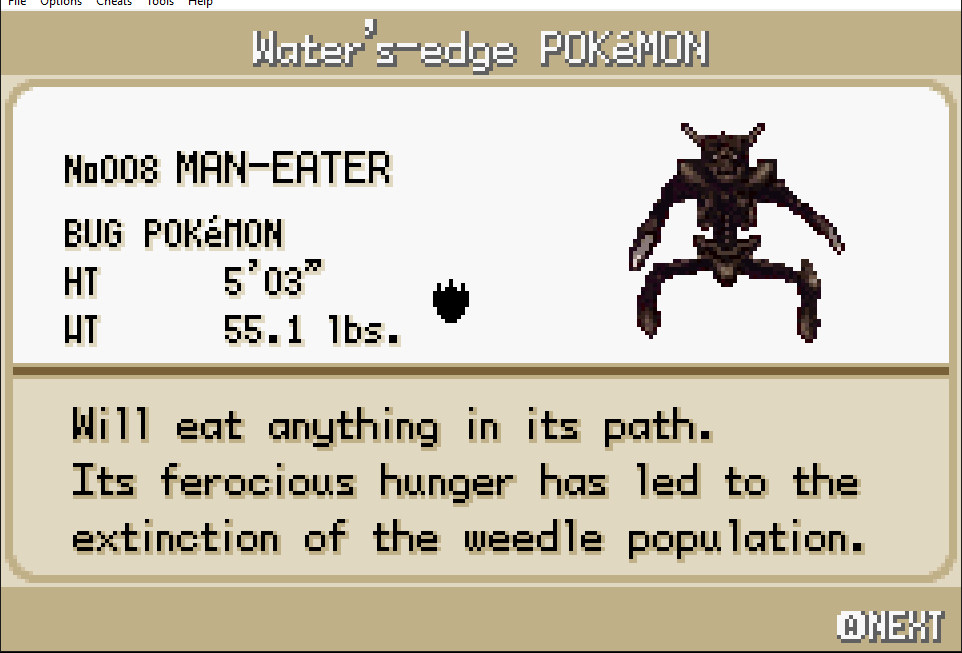 File Options Cheats Tools Help
Water's-edge POKéMON
No008 MAN-EATER
BUG POKéMON
HT 5'03"
WT 55.1 lbs.
Will eat anything in its path.
Its ferocious hunger has led to the
extinction of the weedle population.
A NEXT